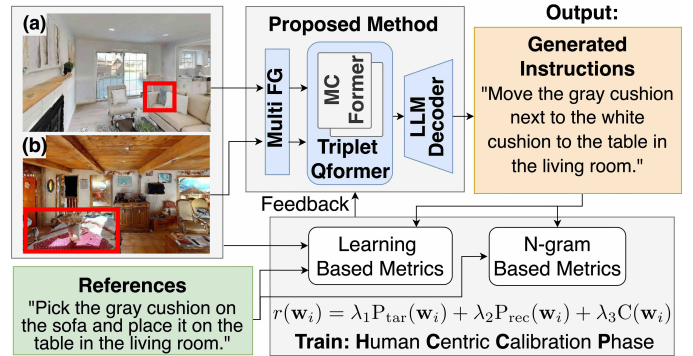 (a)
(b)
Proposed Method
Multi FG
MC
Former
Triplet
Qformer
LLM
Decoder
Output:
Generated
Instructions
"Move the gray cushion
next to the white
cushion to the table in
the living room."
Feedback
Learning
Based Metrics
N-gram
Based Metrics
References
"Pick the gray cushion on
the sofa and place it on the
table in the living room."
r(wᵢ) = λ₁P_tar(wᵢ) + λ₂P_rec(wᵢ) + λ₃C(wᵢ)
Train: Human Centric Calibration Phase